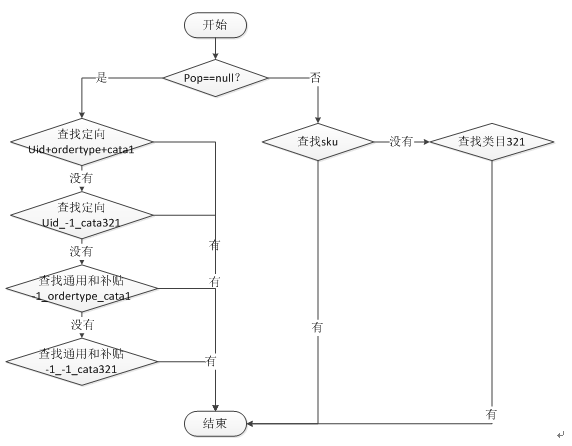 开始
Pop==null？
是
否
查找定向
Uid+ordertype+cata1
查找sku
没有
查找类目321
没有
查找定向
Uid_-1_cata321
有
没有
有
查找通用和补贴
-1_ordertype_cata1
没有
有
查找通用和补贴
-1_-1_cata321
有
有
结束